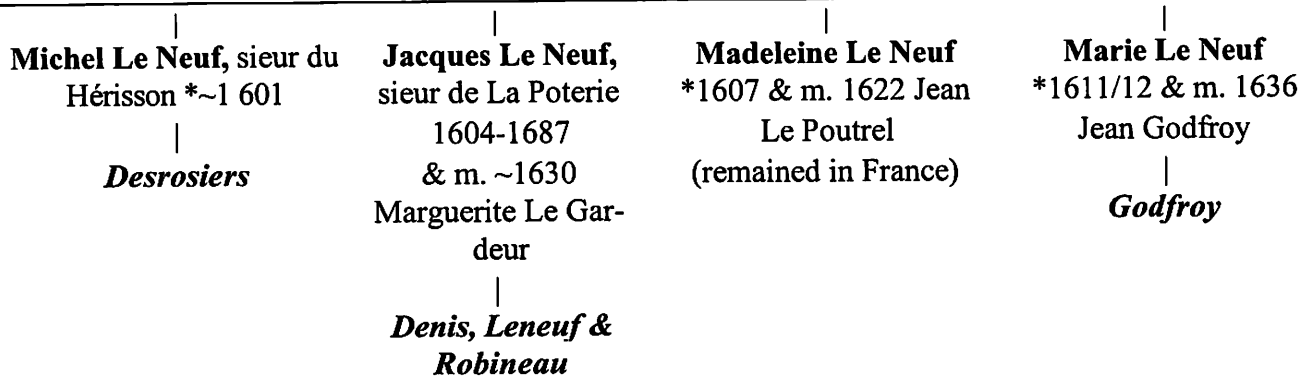 Michel Le Neuf, sieur du
Hérisson *~1 601
Desrosiers
Jacques Le Neuf,
sieur de La Poterie
1604-1687
& m. ~1630
Marguerite Le Gar-
deur
Denis, Leneuf &
Robineau
Madeleine Le Neuf
*1607 & m. 1622 Jean
Le Poutrel
(remained in France)
Marie Le Neuf
*1611/12 & m. 1636
Jean Godfroy
Godfroy